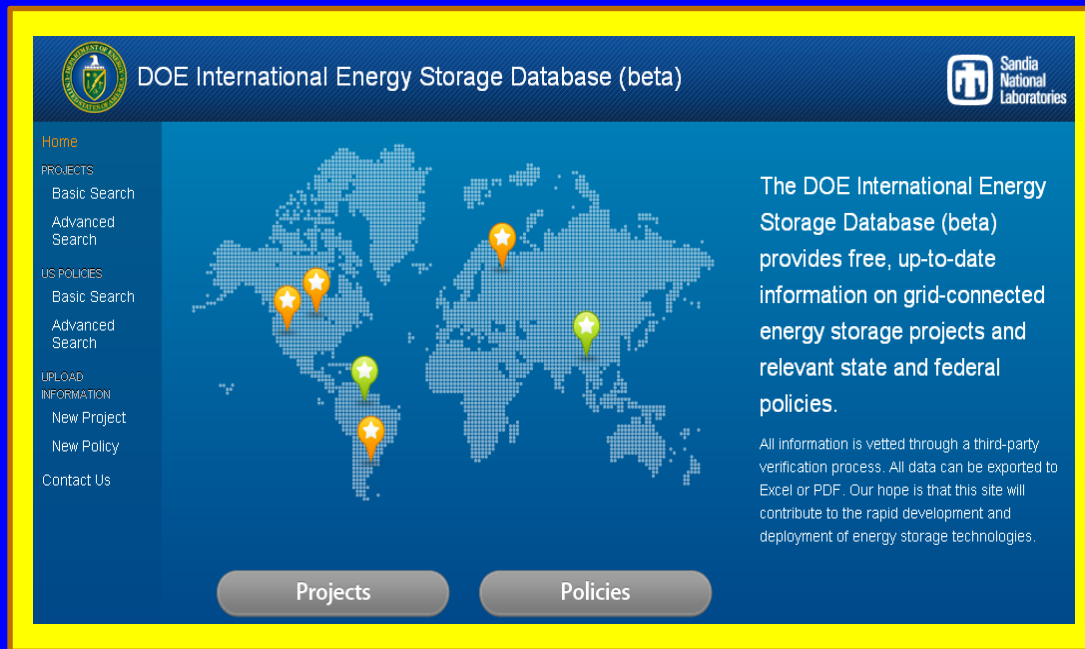 DOE International Energy Storage Database (beta)
Sandia
National
Laboratories
Home
PROJECTS
Basic Search
Advanced
Search
US POLICIES
Basic Search
Advanced
Search
UPLOAD
INFORMATION
New Project
New Policy
Contact Us
The DOE International Energy
Storage Database (beta)
provides free, up-to-date
information on grid-connected
energy storage projects and
relevant state and federal
policies.
All information is vetted through a third-party
verification process. All data can be exported to
Excel or PDF. Our hope is that this site will
contribute to the rapid development and
deployment of energy storage technologies.
Projects
Policies